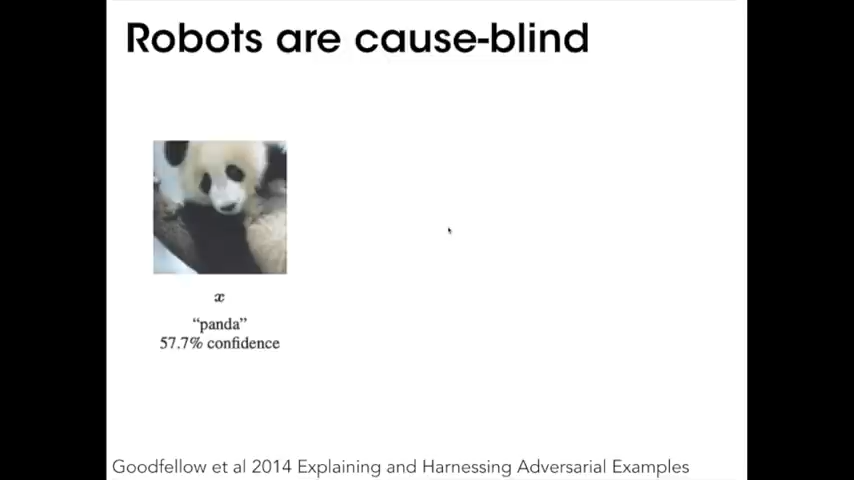 Robots are cause-blind
x
“panda”
57.7% confidence
Goodfellow et al 2014 Explaining and Harnessing Adversarial Examples